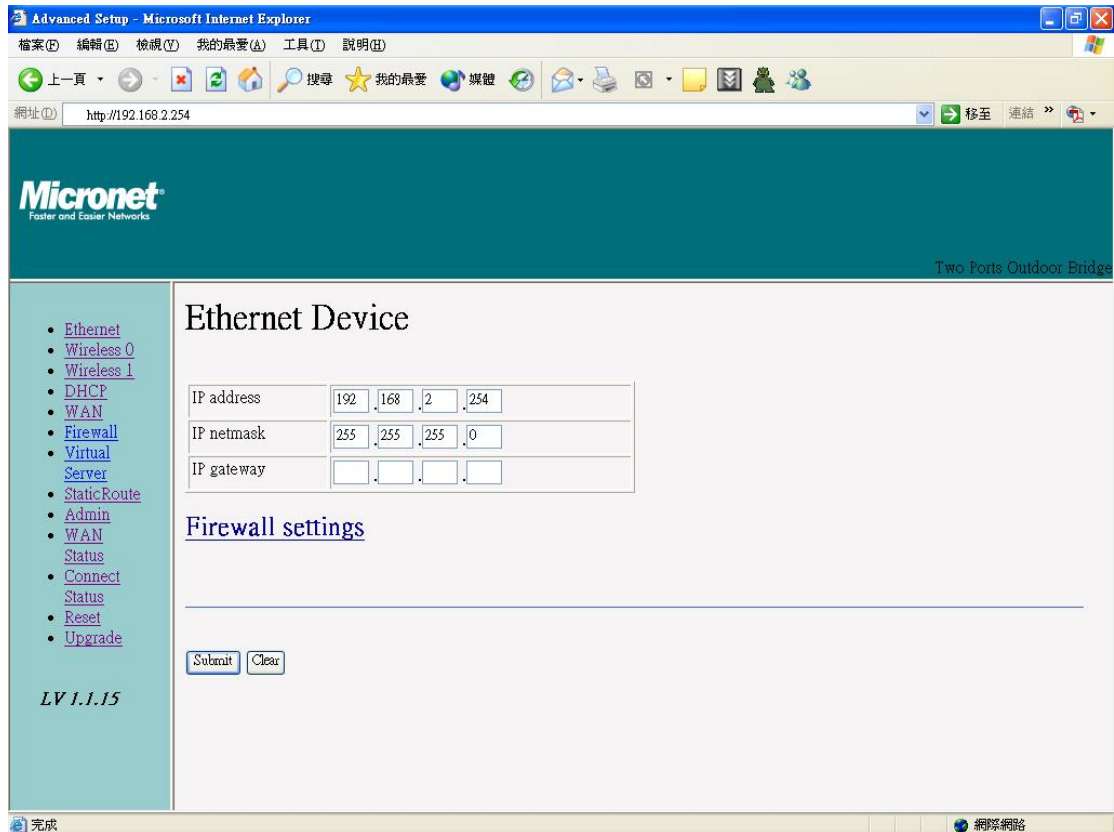 Advanced Setup - Microsoft Internet Explorer
檔案(F) 編輯(E) 檢視(V) 我的最愛(A) 工具(T) 說明(H)
上一頁 搜尋 我的最愛 媒體
網址(D) http://192.168.2.254 移至 連結 »
Micronet®
Faster and Easier Networks
Two Ports Outdoor Bridge
Ethernet
Wireless 0
Wireless 1
DHCP
WAN
Firewall
Virtual
Server
StaticRoute
Admin
WAN
Status
Connect
Status
Reset
Upgrade
LV 1.1.15
Ethernet Device
IP address 192 . 168 . 2 . 254
IP netmask 255 . 255 . 255 . 0
IP gateway . . .
Firewall settings
Submit Clear
完成 網際網路